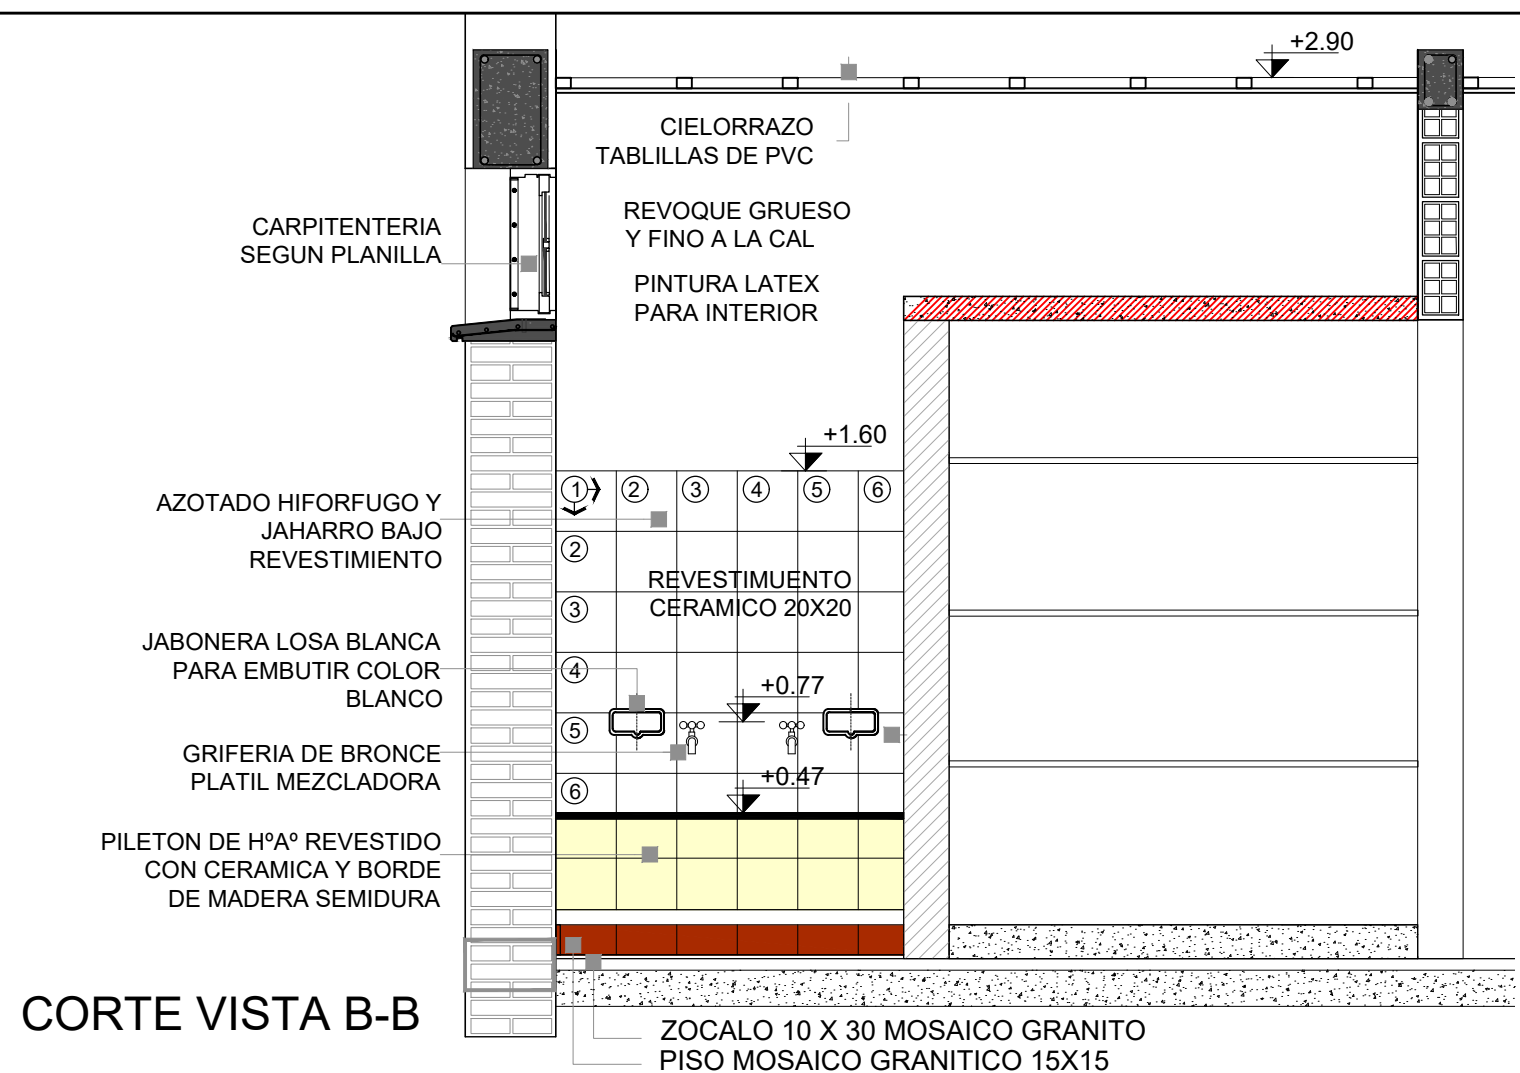 +2.90
CIELORRAZO
TABLILLAS DE PVC
REVOQUE GRUESO
Y FINO A LA CAL
CARPITENTERIA
SEGUN PLANILLA
PINTURA LATEX
PARA INTERIOR
+1.60
1 2 3 4 5 6
AZOTADO HIFORFUGO Y
JAHARRO BAJO
REVESTIMIENTO
2
REVESTIMUENTO
CERAMICO 20X20
3
JABONERA LOSA BLANCA
PARA EMBUTIR COLOR
BLANCO
4
+0.77
5
GRIFERIA DE BRONCE
PLATIL MEZCLADORA
+0.47
6
PILETON DE HºAº REVESTIDO
CON CERAMICA Y BORDE
DE MADERA SEMIDURA
CORTE VISTA B-B
ZOCALO 10 X 30 MOSAICO GRANITO
PISO MOSAICO GRANITICO 15X15